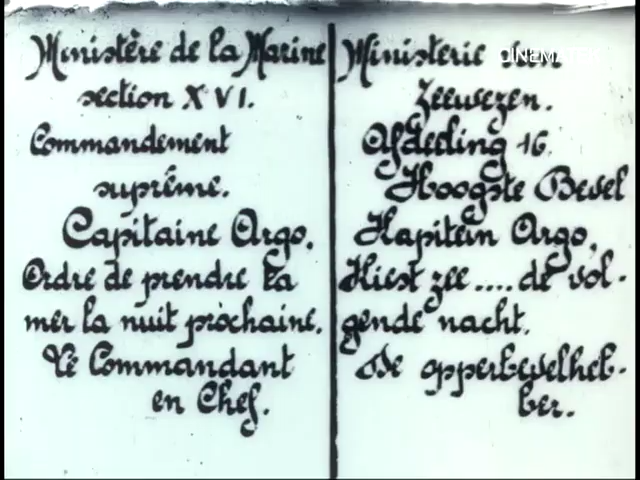 Ministère de la Marine
section XVI.
Commandement
suprême.
Capitaine Argo.
Ordre de prendre la
mer la nuit prochaine.
Le Commandant
en Chef.
Ministerie van
Zeewezen.
Afdeeling 16.
Hoogste Bevel
Kapitein Argo,
Kiest zee .... de vol-
gende nacht.
De opperbevelheb-
ber.